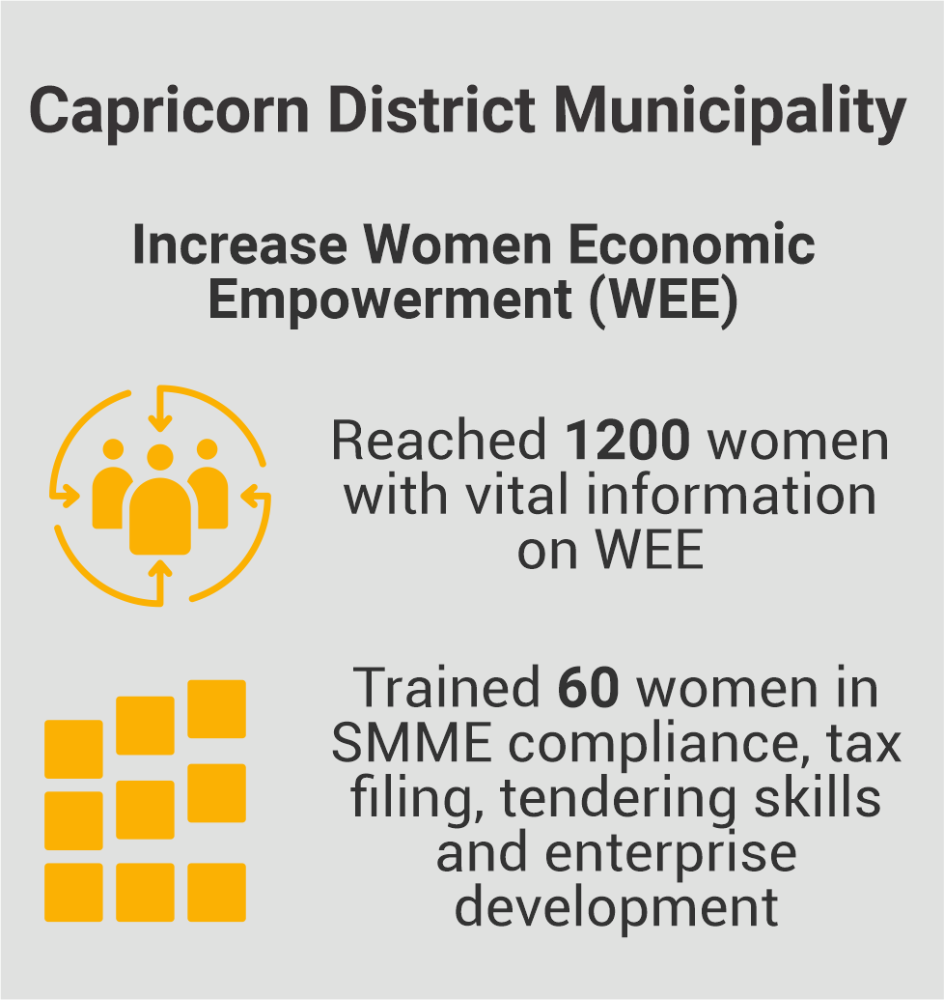 Capricorn District Municipality
Increase Women Economic
Empowerment (WEE)
Reached 1200 women
with vital information
on WEE
Trained 60 women in
SMME compliance, tax
filing, tendering skills
and enterprise
development